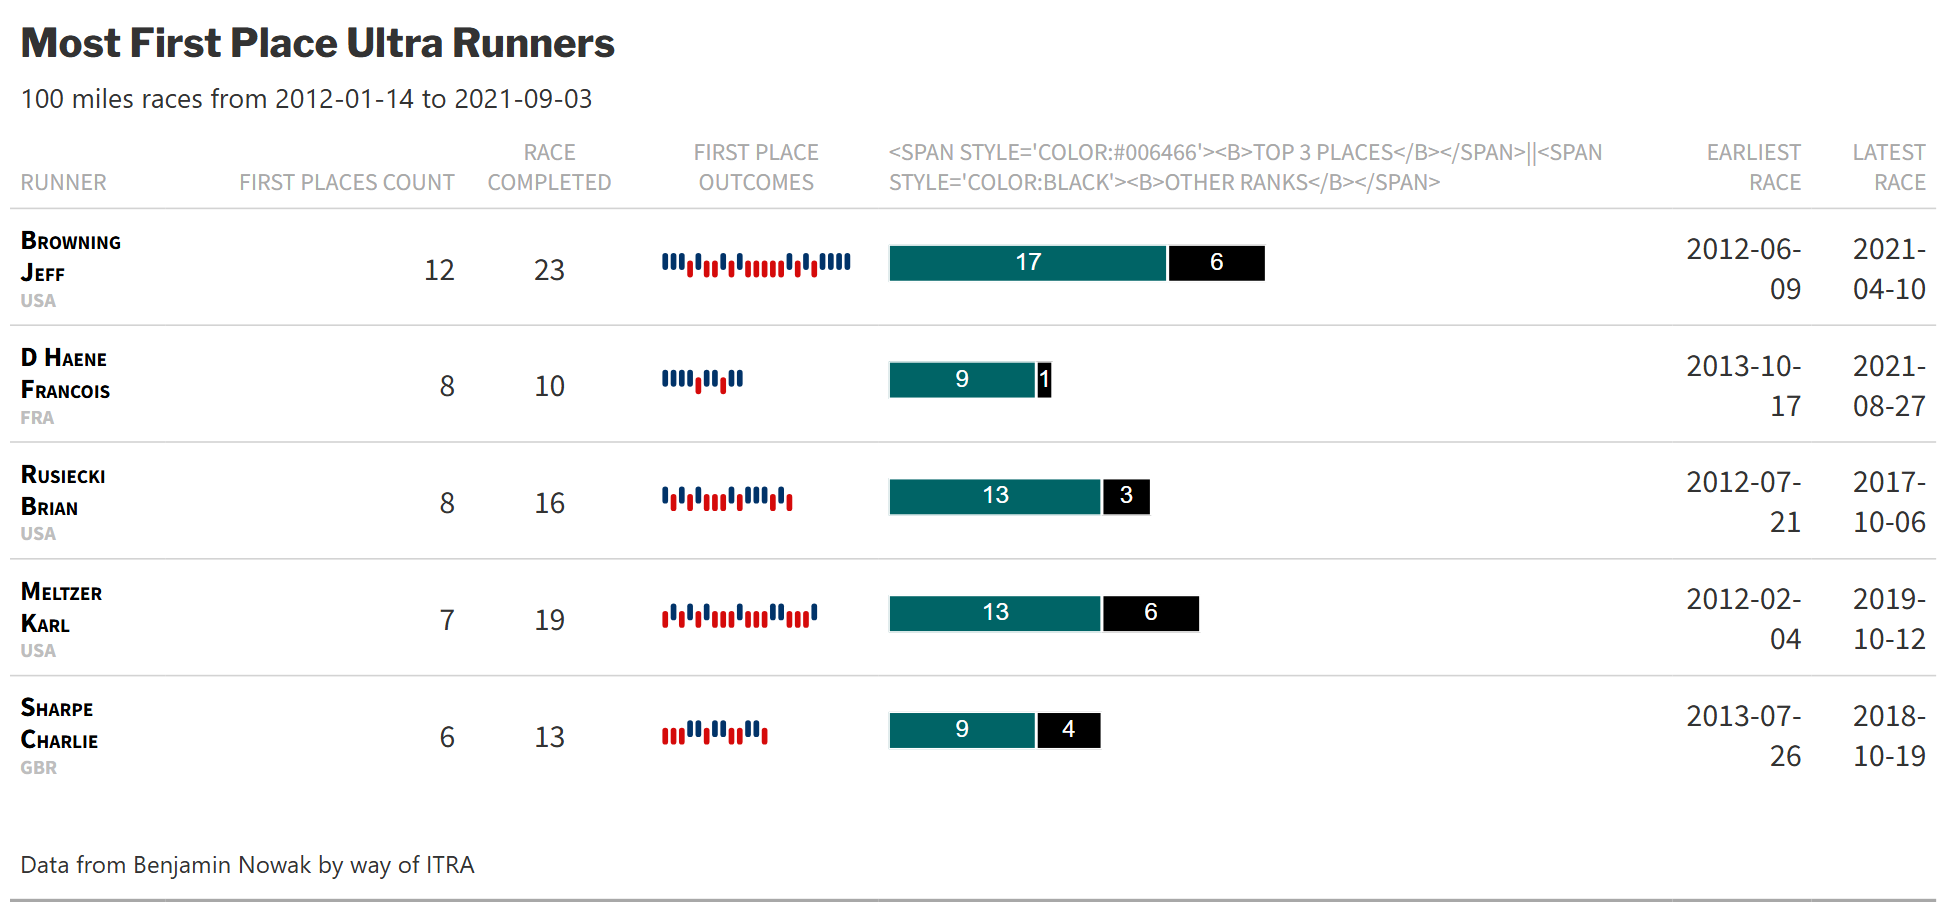 Most First Place Ultra Runners
100 miles races from 2012-01-14 to 2021-09-03
RUNNER
FIRST PLACES COUNT
RACE
COMPLETED
FIRST PLACE
OUTCOMES
<SPAN STYLE='COLOR:#006466'><B>TOP 3 PLACES</B></SPAN>||<SPAN
STYLE='COLOR:BLACK'><B>OTHER RANKS</B></SPAN>
EARLIEST
RACE
LATEST
RACE
Browning
Jeff
USA
12
23
17
6
2012-06-
09
2021-
04-10
D Haene
Francois
FRA
8
10
9
1
2013-10-
17
2021-
08-27
Rusiecki
Brian
USA
8
16
13
3
2012-07-
21
2017-
10-06
Meltzer
Karl
USA
7
19
13
6
2012-02-
04
2019-
10-12
Sharpe
Charlie
GBR
6
13
9
4
2013-07-
26
2018-
10-19
Data from Benjamin Nowak by way of ITRA